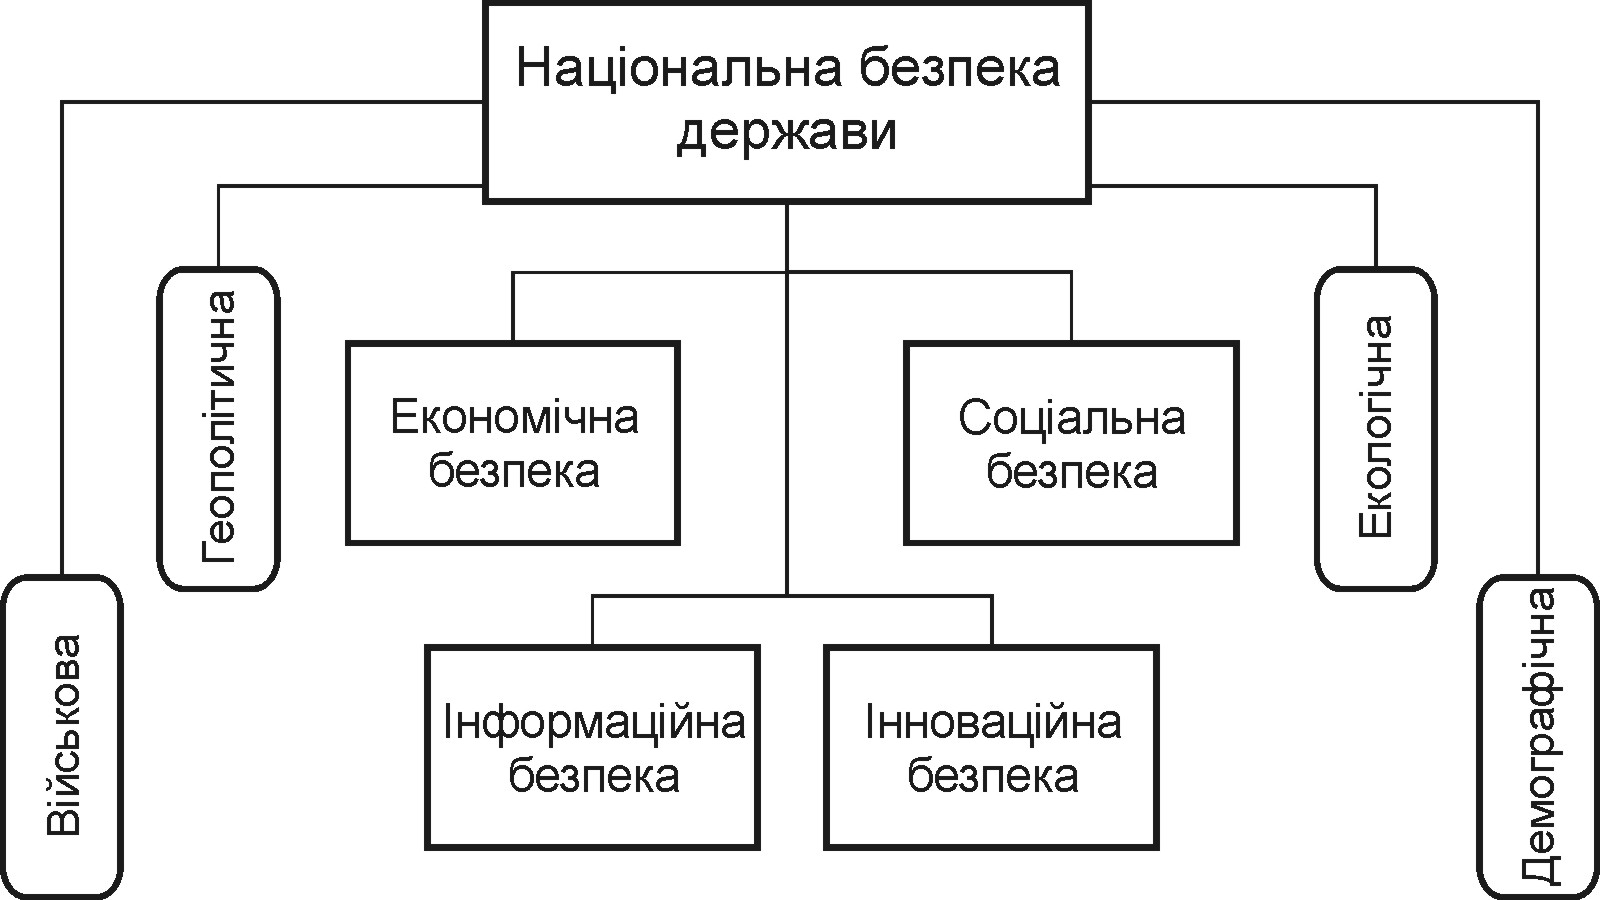 Національна безпека
держави
Геополітична
Екологічна
Економічна
безпека
Соціальна
безпека
Військова
Демографічна
Інформаційна
безпека
Інноваційна
безпека